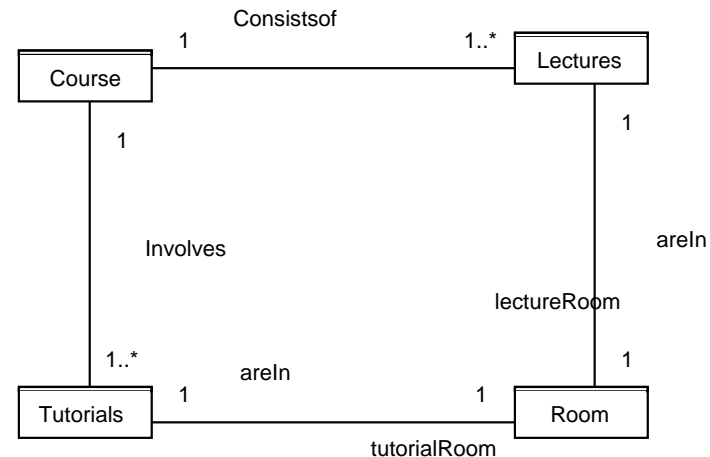 Consistsof
1
1..*
Course
Lectures
1
1
Involves
areIn
lectureRoom
1..*
areIn
1
1
1
Tutorials
Room
tutorialRoom